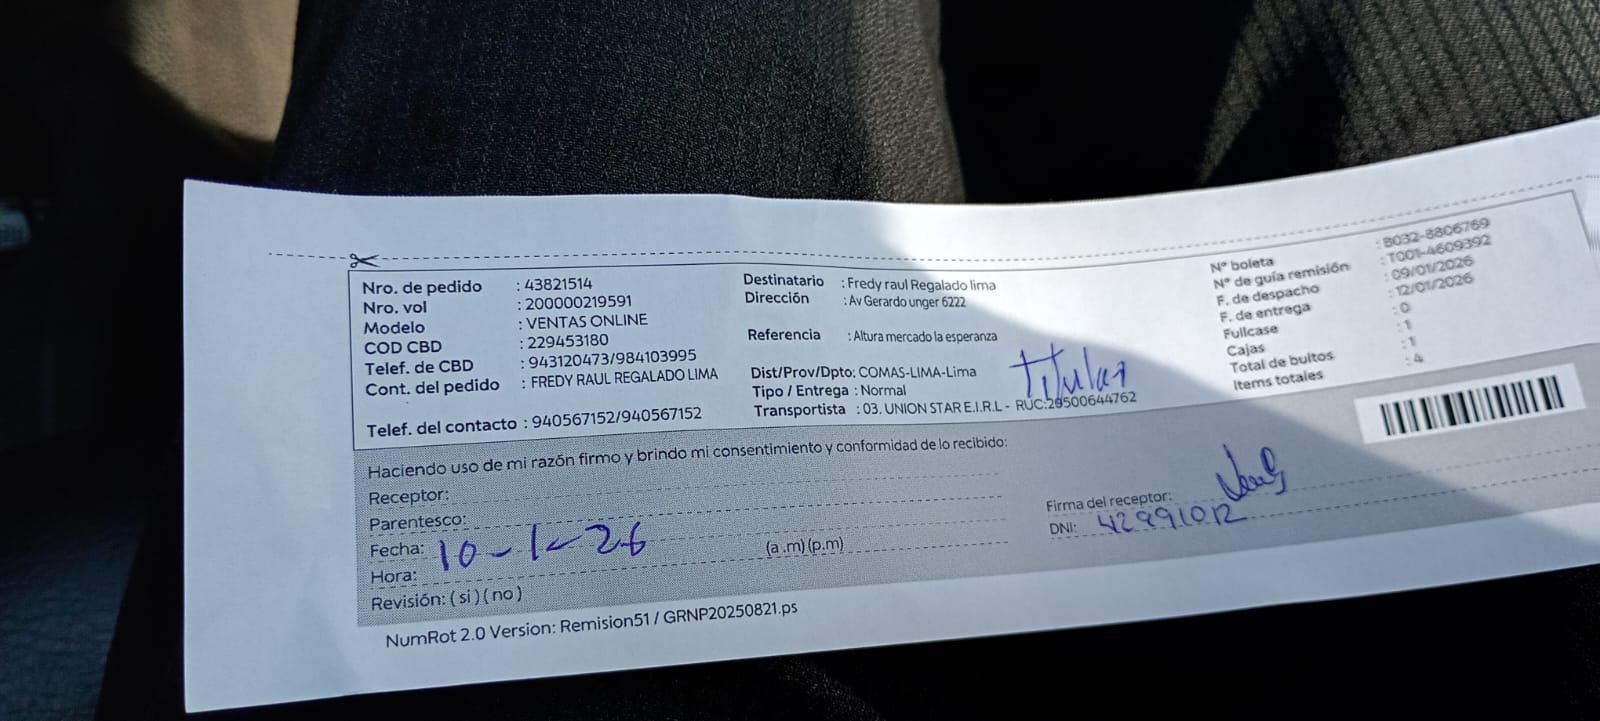 Nro. de pedido : 43821514
Nro. vol : 200000219591
Modelo : VENTAS ONLINE
COD CBD : 229453180
Telef. de CBD : 943120473/984103995
Cont. del pedido : FREDY RAUL REGALADO LIMA
Telef. del contacto : 940567152/940567152
Destinatario : Fredy raul Regalado lima
Dirección : Av Gerardo unger 6222
Referencia : Altura mercado la esperanza
Dist/Prov/Dpto: COMAS-LIMA-Lima
Tipo / Entrega : Normal
Transportista : 03. UNION STAR E.I.R.L - RUC:20500644762
Titular
N° boleta : B032-8806769
N° de guía remisión : T001-4609392
F. de despacho : 09/01/2026
F. de entrega : 12/01/2026
Fullcase : 0
Cajas : 1
Total de bultos : 1
Items totales : 4
Haciendo uso de mi razón firmo y brindo mi consentimiento y conformidad de lo recibido:
Receptor:
Parentesco:
Fecha: 10-1-26
Hora: (a.m) (p.m)
Revisión: ( si ) ( no )
Firma del receptor:
DNI: 42991012
NumRot 2.0 Version: Remision51 / GRNP20250821.ps